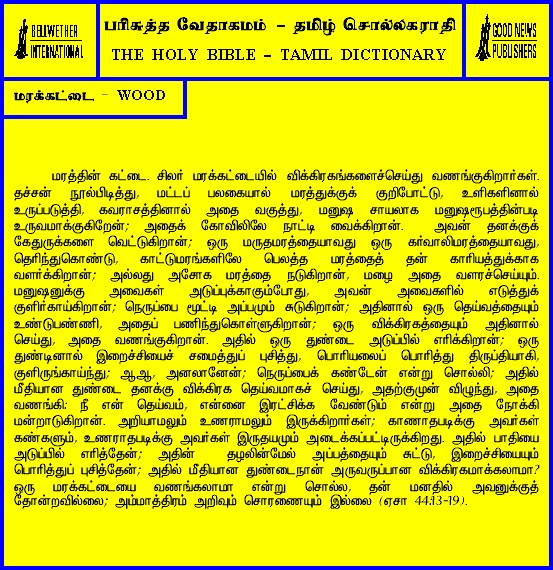 BELLWETHER
INTERNATIONAL
பரிசுத்த வேதாகமம் - தமிழ் சொல்லகராதி
THE HOLY BIBLE - TAMIL DICTIONARY
GOOD NEWS
PUBLISHERS
மரக்கட்டை - WOOD
மரத்தின் கட்டை. சிலர் மரக்கட்டையில் விக்கிரகங்களைச்செய்து வணங்குகிறார்கள்.
தச்சன் நூல்பிடித்து, மட்டப் பலகையால் மரத்துக்குக் குறிபோட்டு, உளிகளினால்
உருப்படுத்தி, கவராசத்தினால் அதை வகுத்து, மனுஷ சாயலாக மனுஷரூபத்தின்படி
உருவமாக்குகிறேன்; அதைக் கோவிலிலே நாட்டி வைக்கிறான். அவன் தனக்குக்
கேதுருக்களை வெட்டுகிறான்; ஒரு மருதமரத்தையாவது ஒரு கர்வாலிமரத்தையாவது,
தெரிந்துகொண்டு, காட்டுமரங்களிலே பெலத்த மரத்தைத் தன் காரியத்துக்காக
வளர்க்கிறான்; அல்லது அசோக மரத்தை நடுகிறான், மழை அதை வளரச்செய்யும்.
மனுஷனுக்கு அவைகள் அடுப்புக்காகும்போது, அவன் அவைகளில் எடுத்துக்
குளிர்காய்கிறான்; நெருப்பை மூட்டி அப்பமும் சுடுகிறான்; அதினால் ஒரு தெய்வத்தையும்
உண்டுபண்ணி, அதைப் பணிந்துகொள்ளுகிறான்; ஒரு விக்கிரகத்தையும் அதினால்
செய்து, அதை வணங்குகிறான். அதில் ஒரு துண்டை அடுப்பில் எரிக்கிறான்; ஒரு
துண்டினால் இறைச்சியைச் சமைத்துப் புசித்து, பொரியலைப் பொரித்து திருப்தியாகி,
குளிருங்காய்ந்து; ஆஆ, அனலானேன்; நெருப்பைக் கண்டேன் என்று சொல்லி; அதில்
மீதியான துண்டை தனக்கு விக்கிரக தெய்வமாகச் செய்து, அதற்குமுன் விழுந்து, அதை
வணங்கி: நீ என் தெய்வம், என்னை இரட்சிக்க வேண்டும் என்று அதை நோக்கி
மன்றாடுகிறான். அறியாமலும் உணராமலும் இருக்கிறார்கள்; காணாதபடிக்கு அவர்கள்
கண்களும், உணராதபடிக்கு அவர்கள் இருதயமும் அடைக்கப்பட்டிருக்கிறது. அதில் பாதியை
அடுப்பில் எரித்தேன்; அதின் தழலின்மேல் அப்பத்தையும் சுட்டு, இறைச்சியையும்
பொரித்துப் புசித்தேன்; அதில் மீதியான துண்டைநான் அருவருப்பான விக்கிரகமாக்கலாமா?
ஒரு மரக்கட்டையை வணங்கலாமா என்று சொல்ல, தன் மனதில் அவனுக்குத்
தோன்றவில்லை; அம்மாத்திரம் அறிவும் சொரணையும் இல்லை (ஏசா 44:13-19).